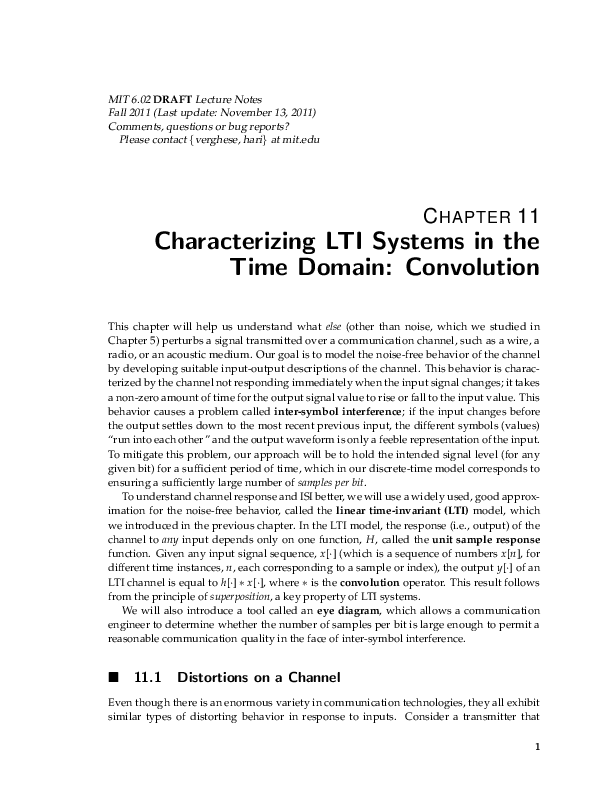 MIT 6.02 DRAFT Lecture Notes
Fall 2011 (Last update: November 13, 2011)
Comments, questions or bug reports?
Please contact {verghese, hari} at mit.edu
CHAPTER 11
Characterizing LTI Systems in the
Time Domain: Convolution
This chapter will help us understand what else (other than noise, which we studied in
Chapter 5) perturbs a signal transmitted over a communication channel, such as a wire, a
radio, or an acoustic medium. Our goal is to model the noise-free behavior of the channel
by developing suitable input-output descriptions of the channel. This behavior is charac-
terized by the channel not responding immediately when the input signal changes; it takes
a non-zero amount of time for the output signal value to rise or fall to the input value. This
behavior causes a problem called inter-symbol interference; if the input changes before
the output settles down to the most recent previous input, the different symbols (values)
“run into each other” and the output waveform is only a feeble representation of the input.
To mitigate this problem, our approach will be to hold the intended signal level (for any
given bit) for a sufficient period of time, which in our discrete-time model corresponds to
ensuring a sufficiently large number of samples per bit.
To understand channel response and ISI better, we will use a widely used, good approx-
imation for the noise-free behavior, called the linear time-invariant (LTI) model, which
we introduced in the previous chapter. In the LTI model, the response (i.e., output) of the
channel to any input depends only on one function, H, called the unit sample response
function. Given any input signal sequence, x[·] (which is a sequence of numbers x[n], for
different time instances, n, each corresponding to a sample or index), the output y[·] of an
LTI channel is equal to h[·] ∗ x[·], where ∗ is the convolution operator. This result follows
from the principle of superposition, a key property of LTI systems.
We will also introduce a tool called an eye diagram, which allows a communication
engineer to determine whether the number of samples per bit is large enough to permit a
reasonable communication quality in the face of inter-symbol interference.
■ 11.1 Distortions on a Channel
Even though there is an enormous variety in communication technologies, they all exhibit
similar types of distorting behavior in response to inputs. Consider a transmitter that
1